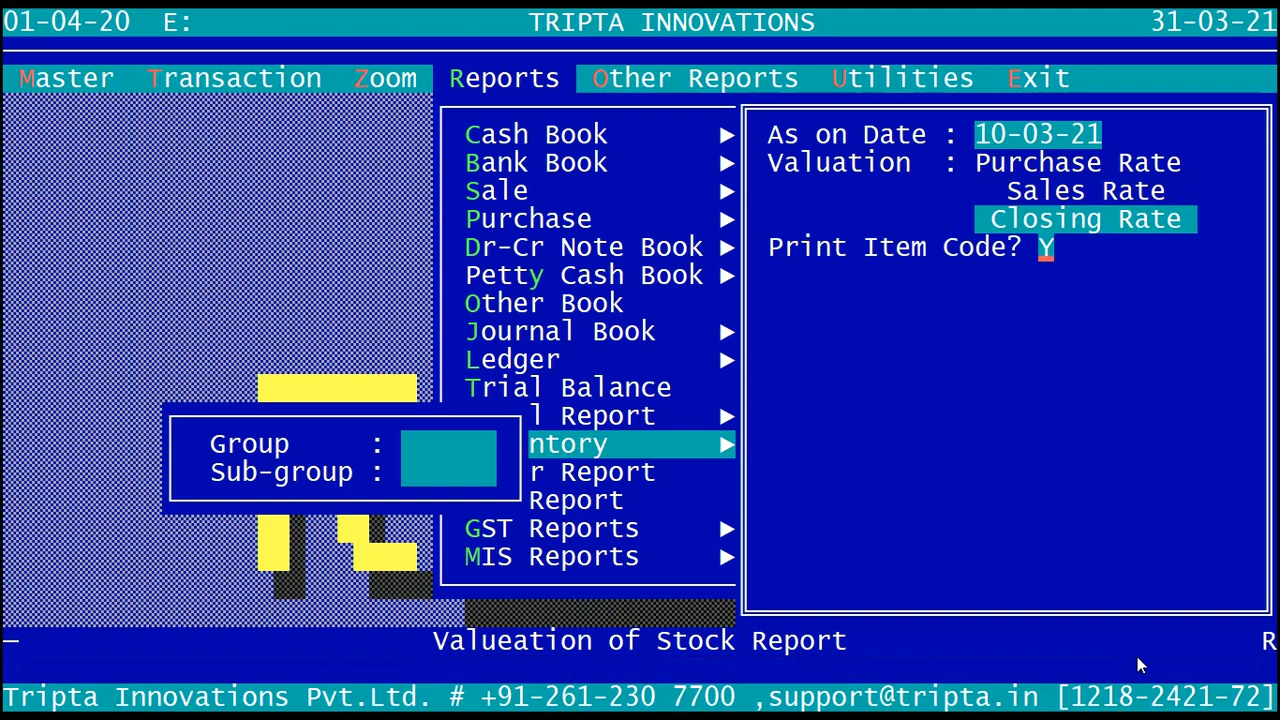 01-04-20 E: TRIPTA INNOVATIONS 31-03-21
Master Transaction Zoom Reports Other Reports Utilities Exit
Cash Book
Bank Book
Sale
Purchase
Dr-Cr Note Book
Petty Cash Book
Other Book
Journal Book
Ledger
Trial Balance
l Report
ntory
r Report
Report
GST Reports
MIS Reports
As on Date : 10-03-21
Valuation : Purchase Rate
Sales Rate
Closing Rate
Print Item Code? Y
Group :
Sub-group :
Valueation of Stock Report R
Tripta Innovations Pvt.Ltd. # +91-261-230 7700 ,support@tripta.in [1218-2421-72]